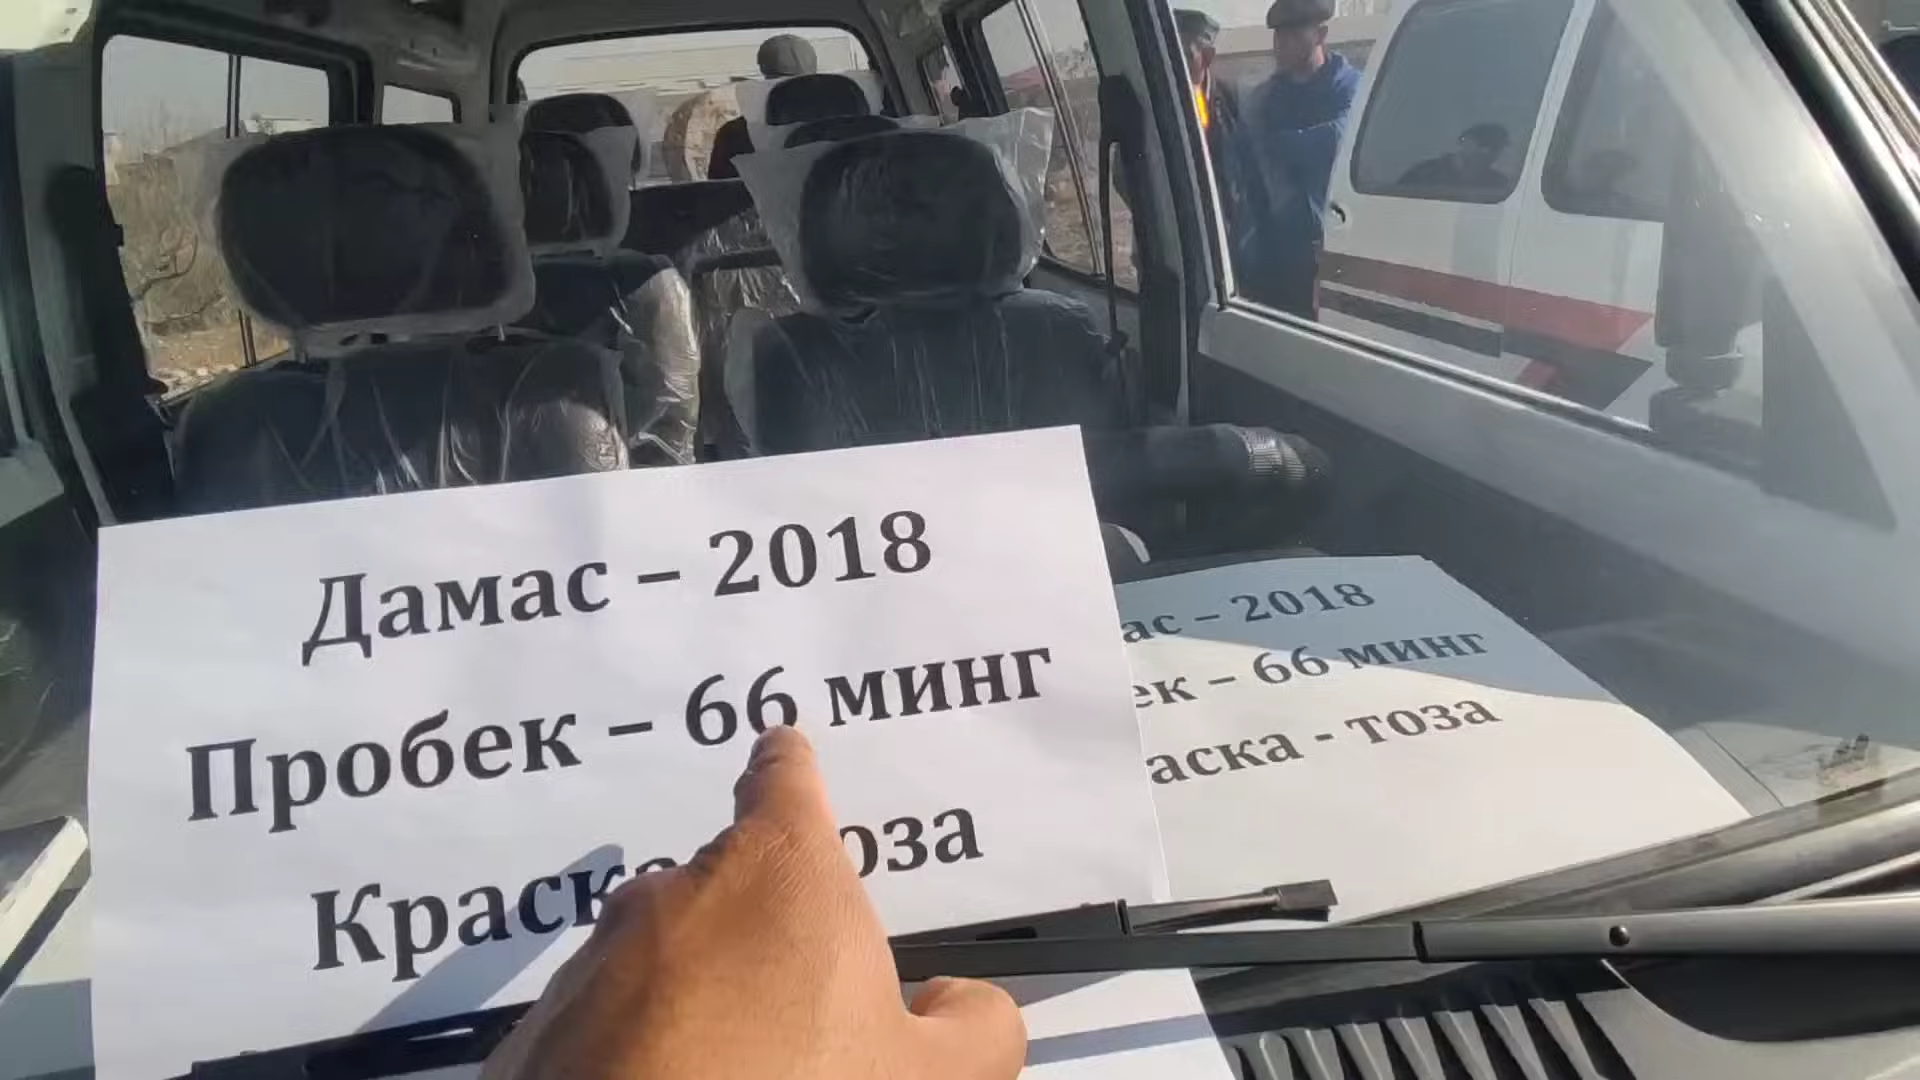 Дамас – 2018
Пробек – 66 минг
ас – 2018
ек – 66 минг
аска - тоза